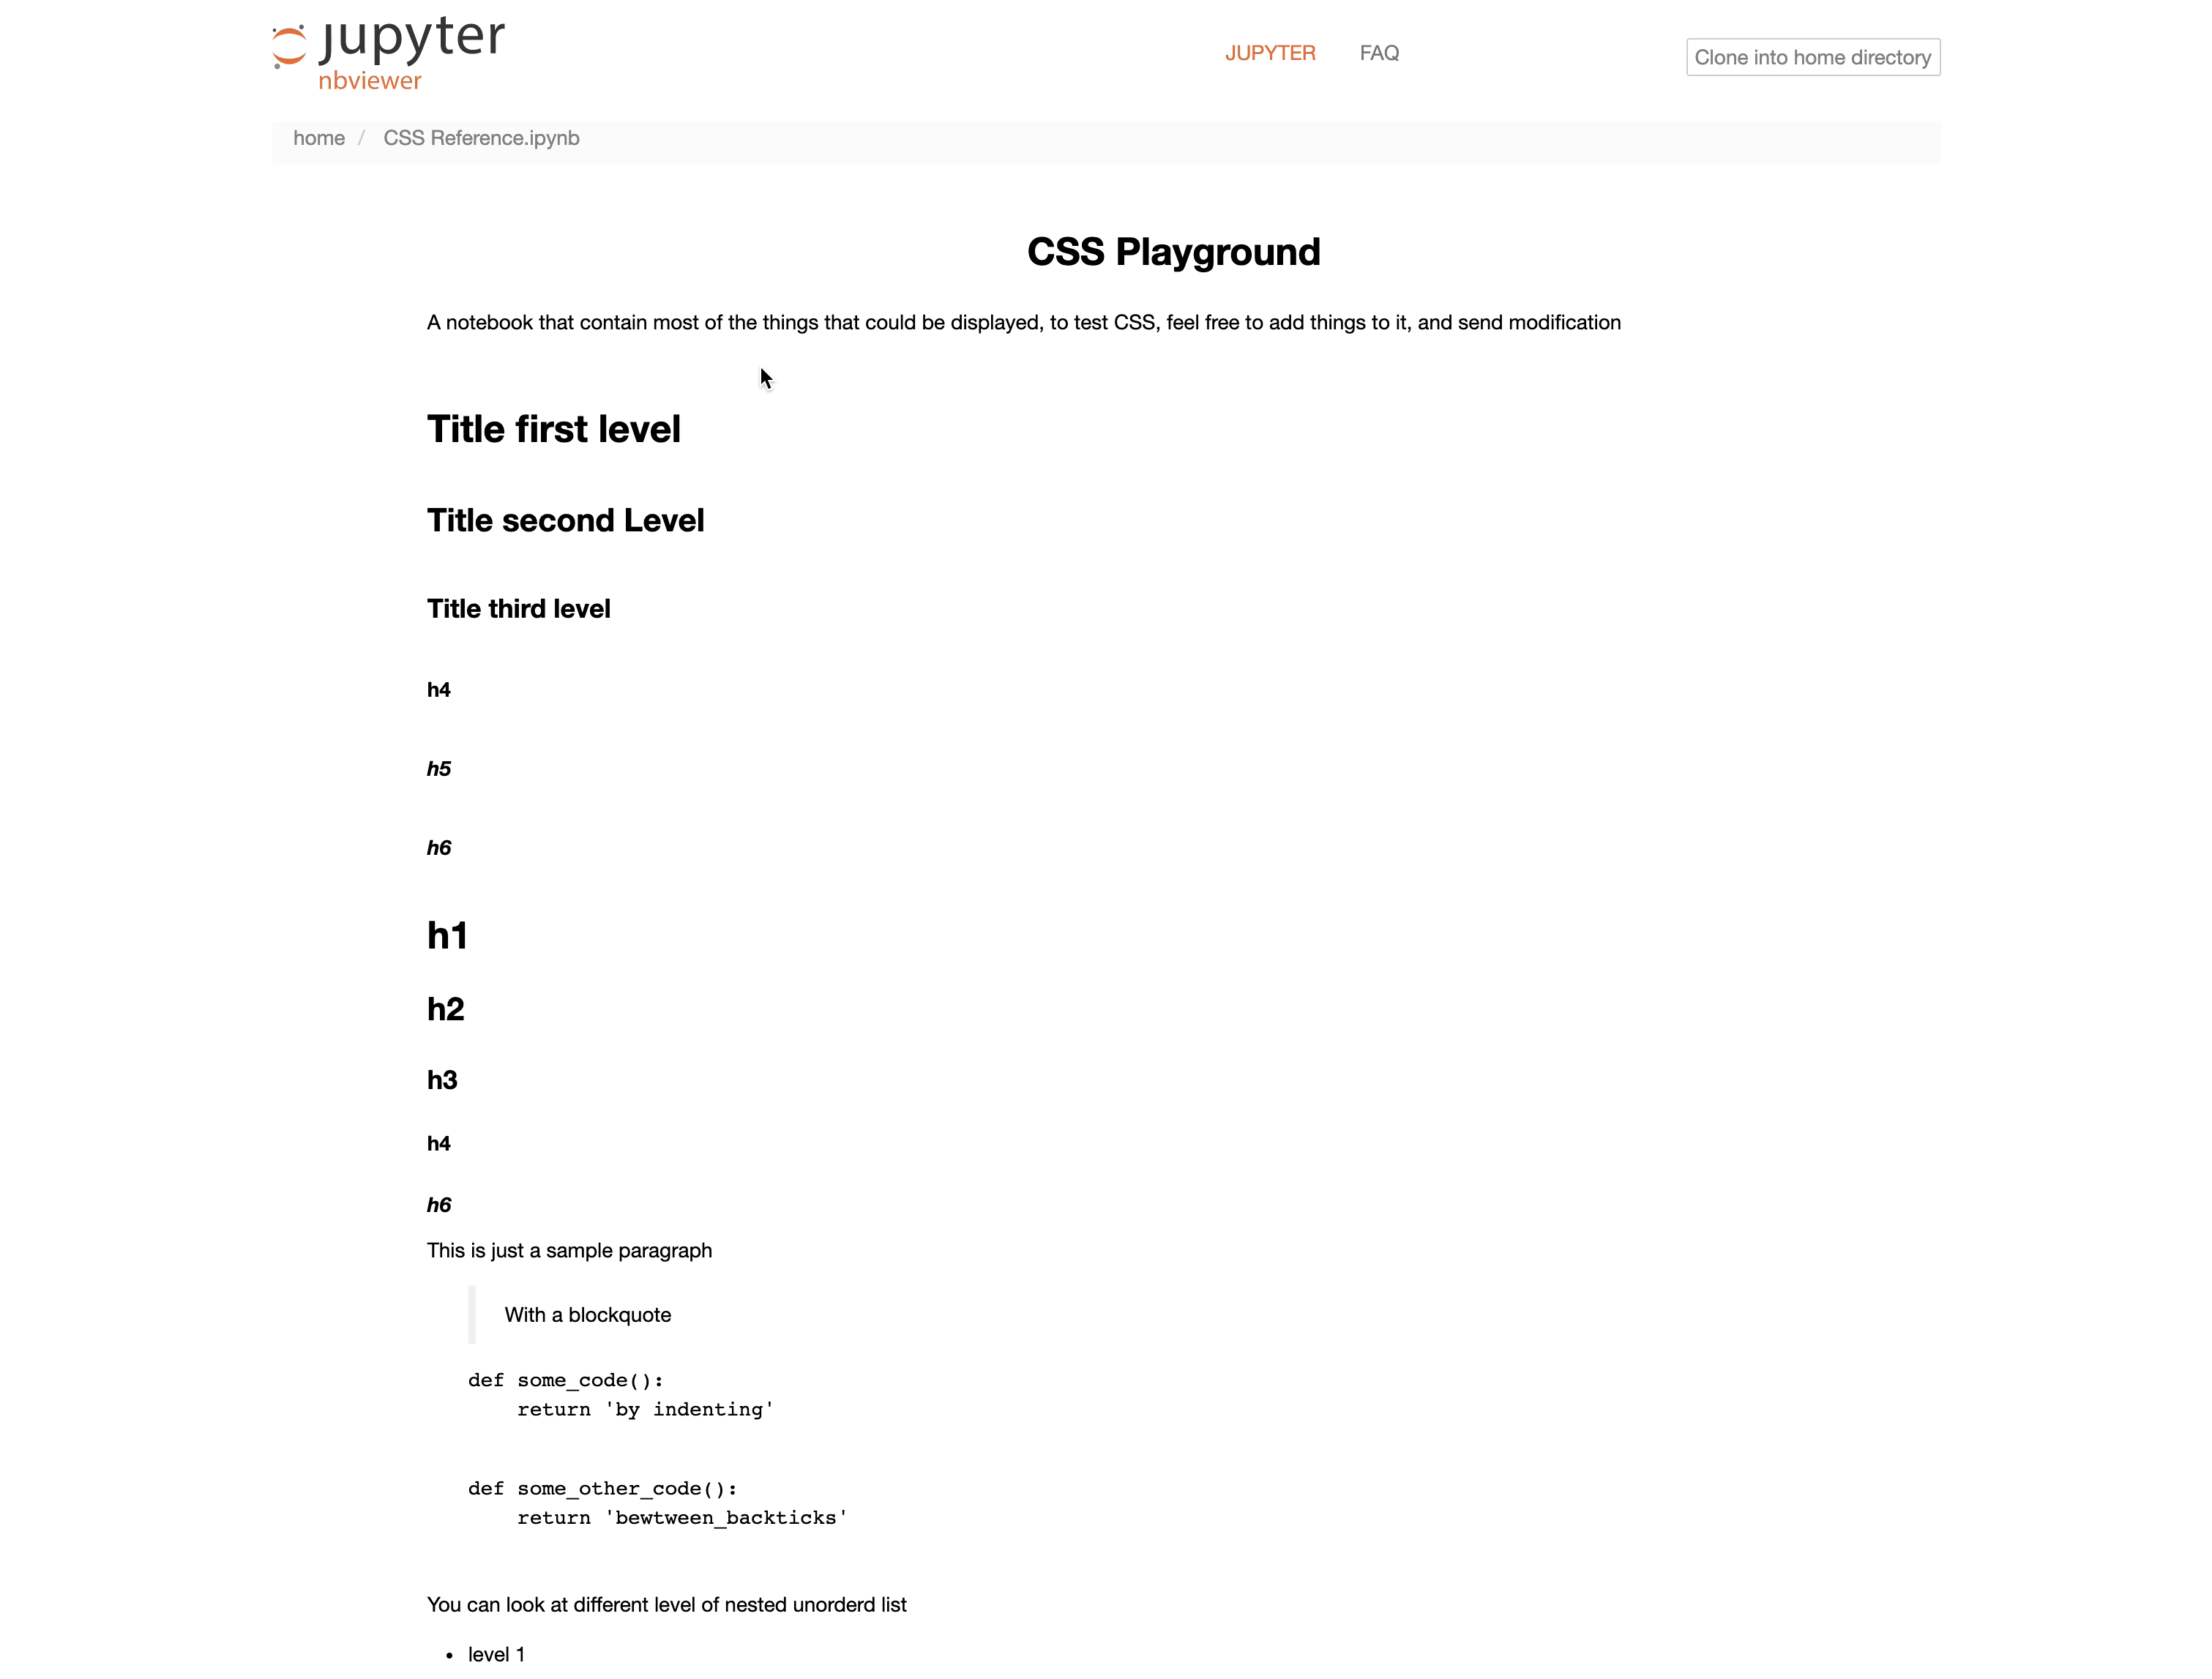 jupyter
nbviewer
JUPYTER FAQ Clone into home directory
home / CSS Reference.ipynb
CSS Playground
A notebook that contain most of the things that could be displayed, to test CSS, feel free to add things to it, and send modification
Title first level
Title second Level
Title third level
h4
h5
h6
h1
h2
h3
h4
h6
This is just a sample paragraph
With a blockquote
def some_code():
    return 'by indenting'
def some_other_code():
    return 'bewtween_backticks'
You can look at different level of nested unorderd list
• level 1